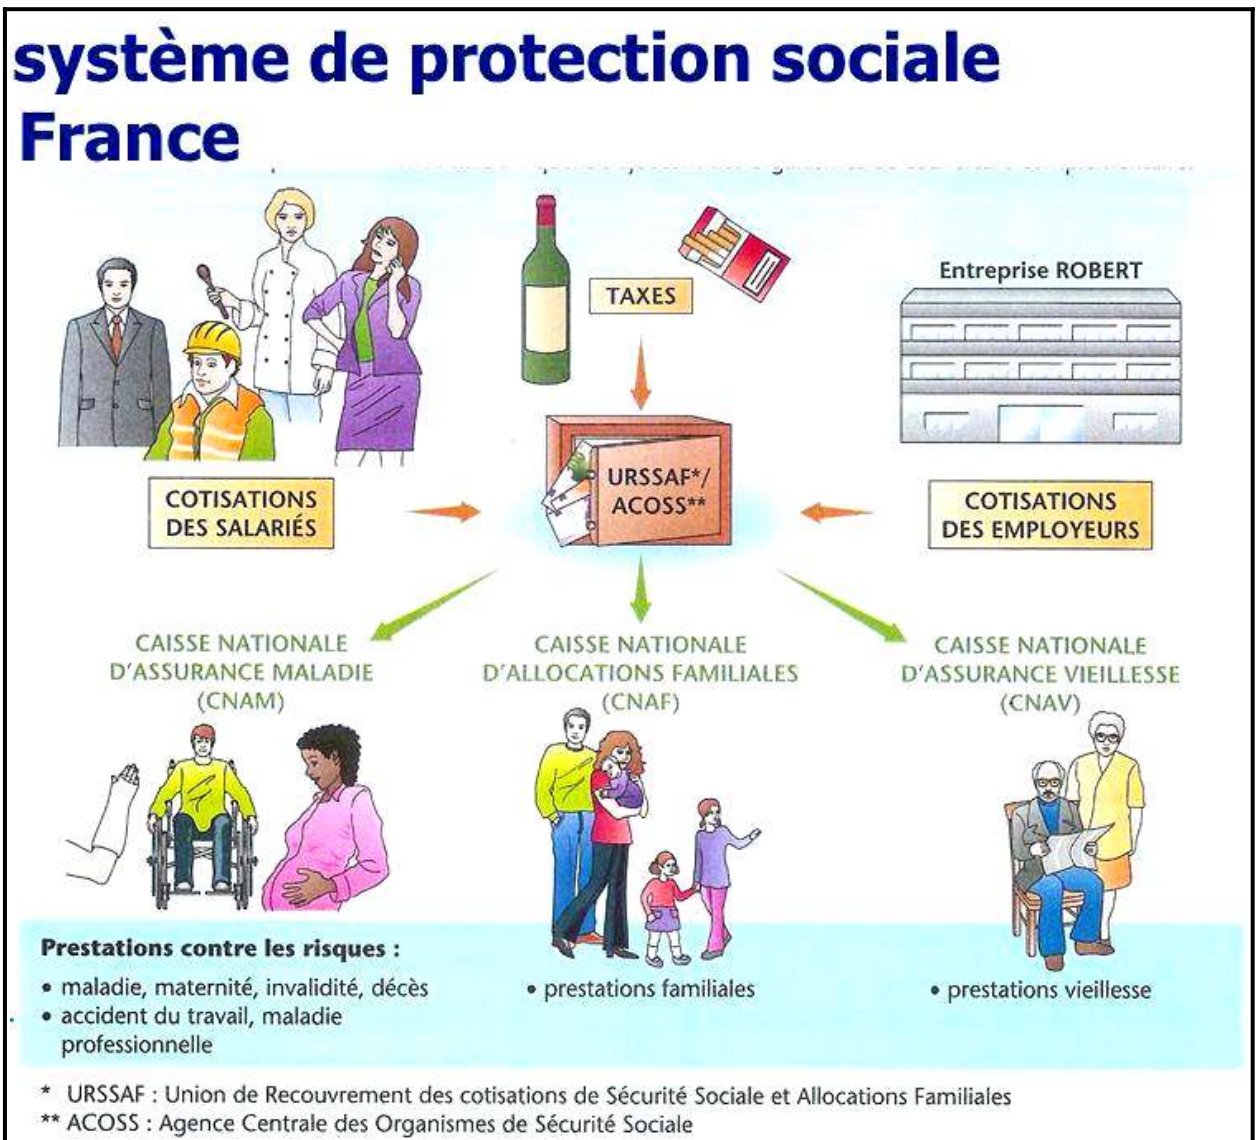 système de protection sociale
France
TAXES
Entreprise ROBERT
URSSAF*/
ACOSS**
COTISATIONS
DES SALARIÉS
COTISATIONS
DES EMPLOYEURS
CAISSE NATIONALE
D'ASSURANCE MALADIE
(CNAM)
CAISSE NATIONALE
D'ALLOCATIONS FAMILIALES
(CNAF)
CAISSE NATIONALE
D'ASSURANCE VIEILLESSE
(CNAV)
Prestations contre les risques :
• maladie, maternité, invalidité, décès
• accident du travail, maladie
professionnelle
• prestations familiales
• prestations vieillesse
* URSSAF : Union de Recouvrement des cotisations de Sécurité Sociale et Allocations Familiales
** ACOSS : Agence Centrale des Organismes de Sécurité Sociale